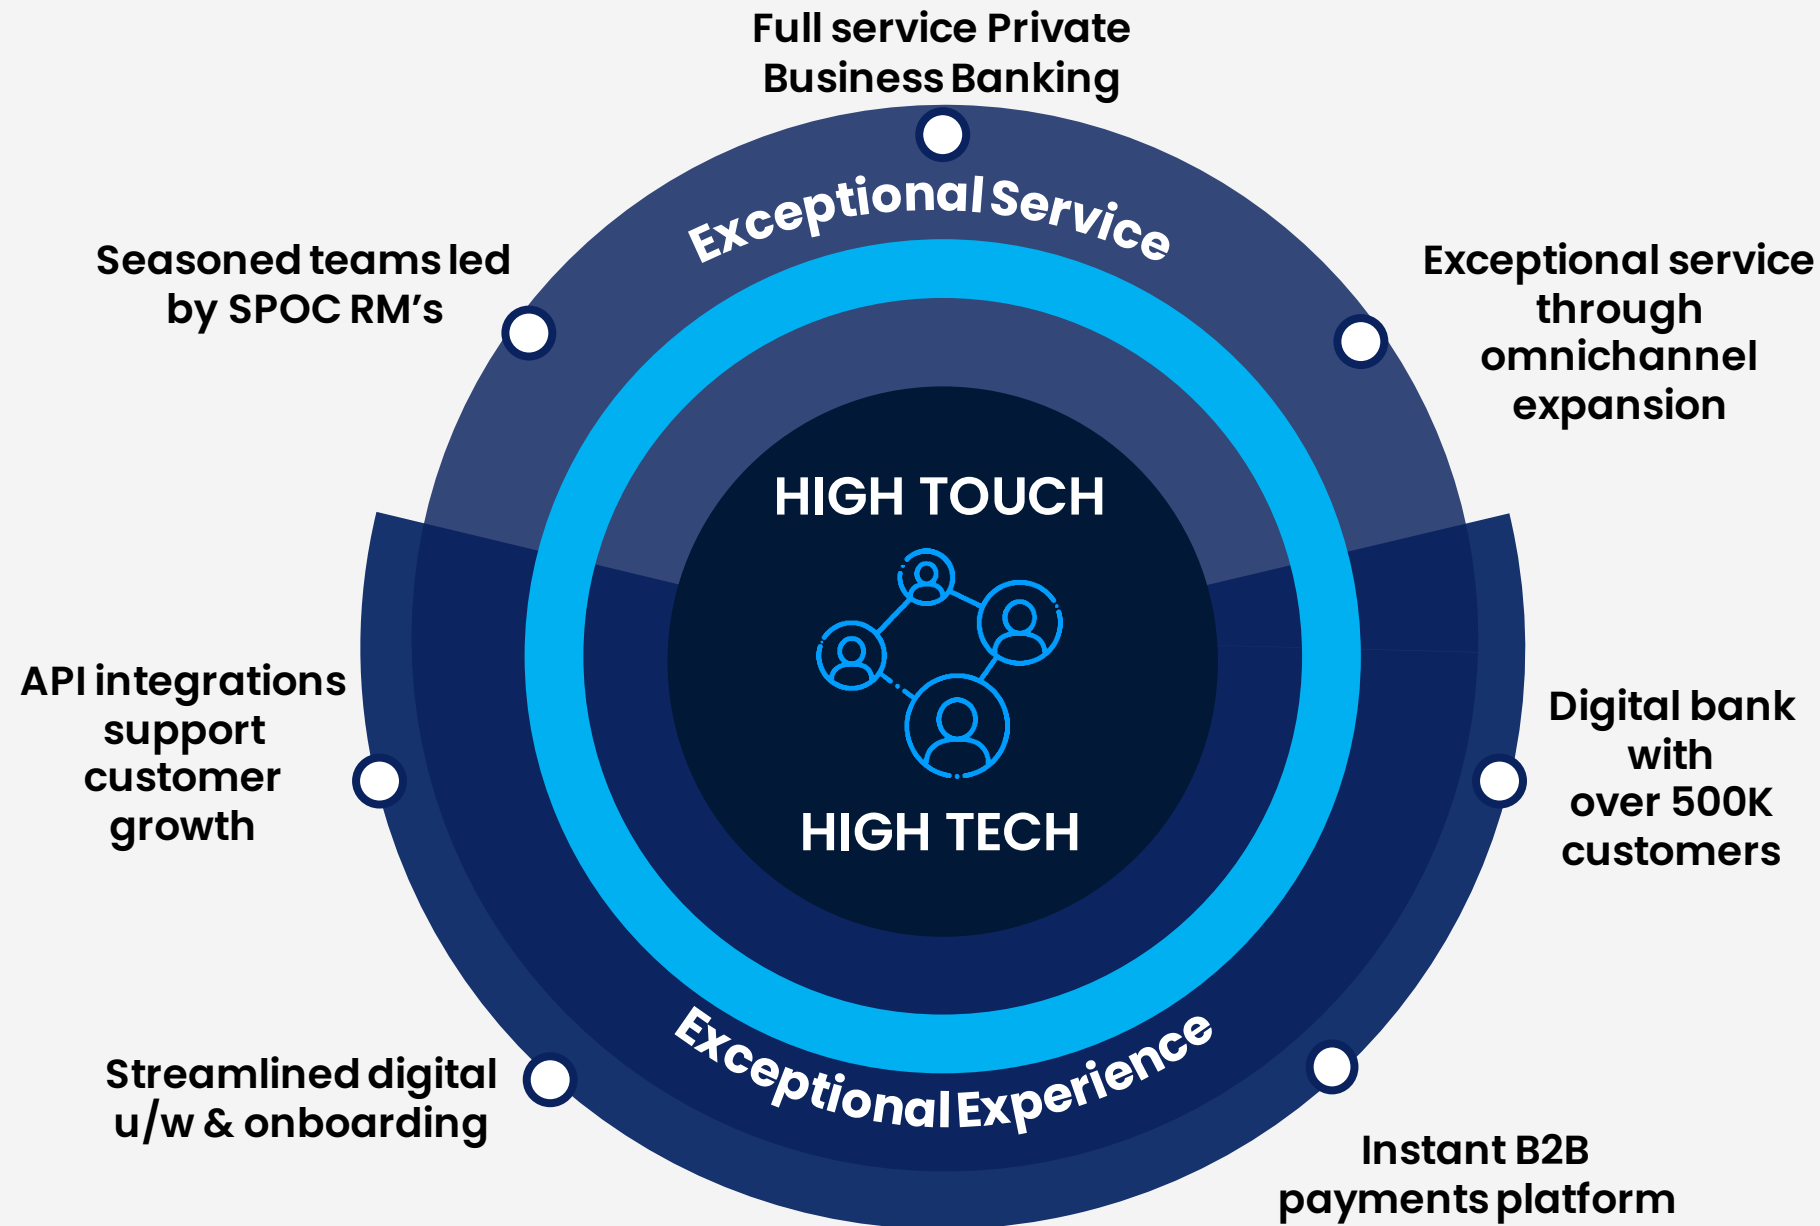 Full service Private
Business Banking
Exceptional Service
Seasoned teams led
by SPOC RM’s
Exceptional service
through
omnichannel
expansion
HIGH TOUCH
HIGH TECH
API integrations
support
customer
growth
Digital bank
with
over 500K
customers
Exceptional Experience
Streamlined digital
u/w & onboarding
Instant B2B
payments platform